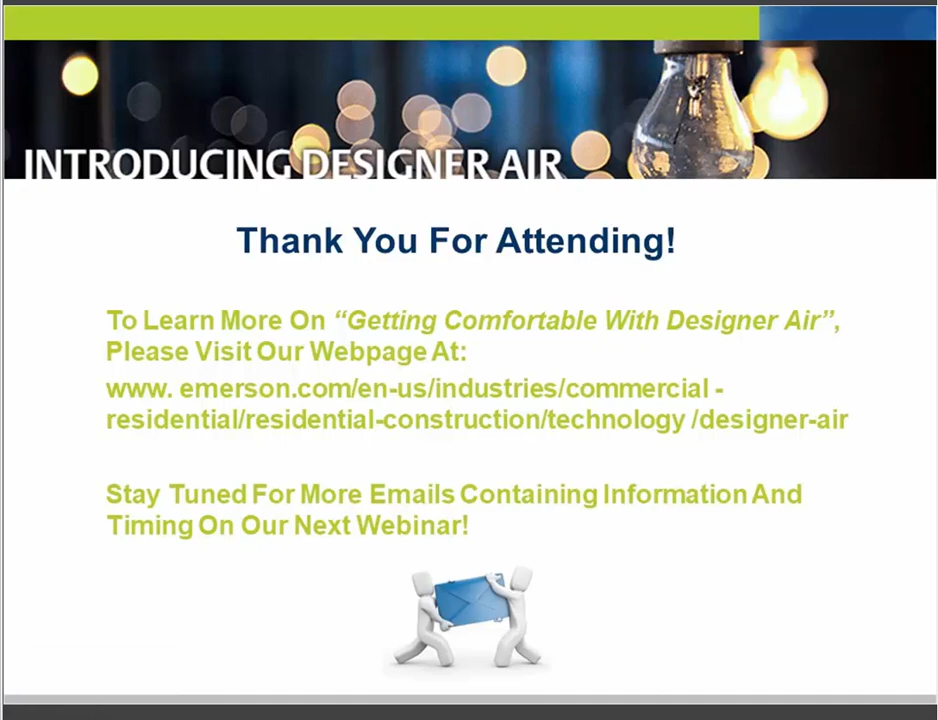 INTRODUCING DESIGNER AIR
Thank You For Attending!
To Learn More On “Getting Comfortable With Designer Air”,
Please Visit Our Webpage At:
www. emerson.com/en-us/industries/commercial -
residential/residential-construction/technology /designer-air
Stay Tuned For More Emails Containing Information And
Timing On Our Next Webinar!